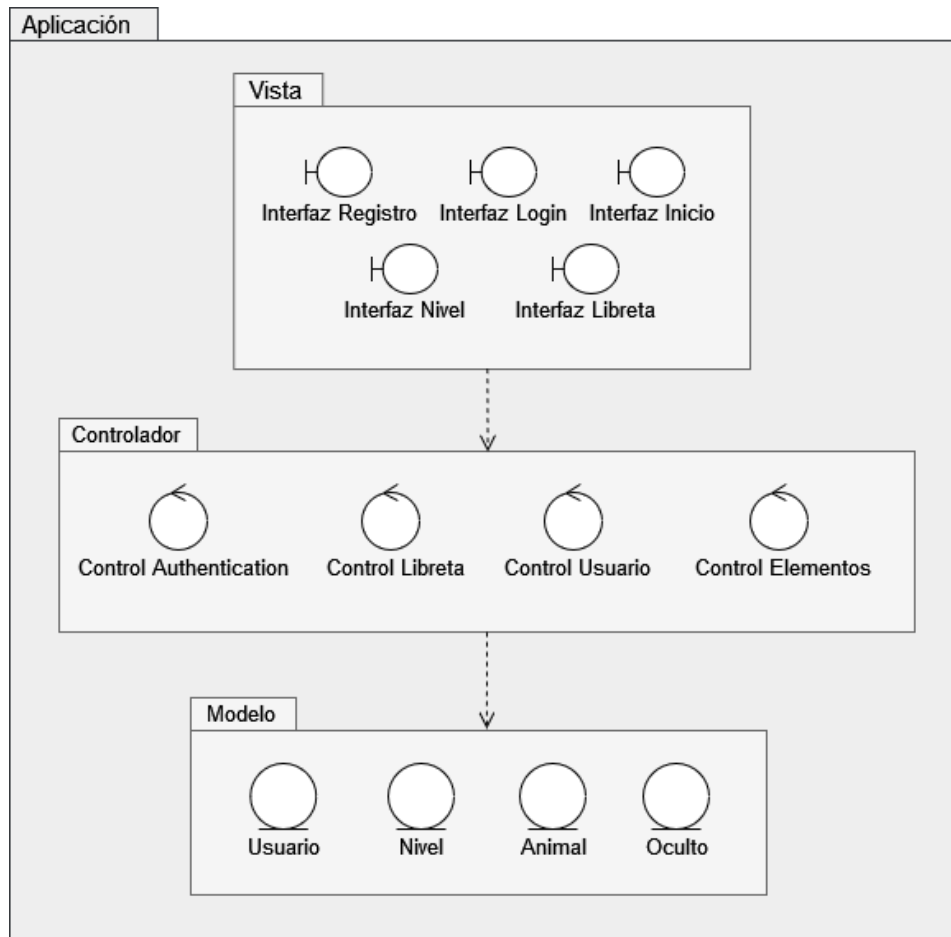 Aplicación
Vista
Interfaz Registro
Interfaz Login
Interfaz Inicio
Interfaz Nivel
Interfaz Libreta
Controlador
Control Authentication
Control Libreta
Control Usuario
Control Elementos
Modelo
Usuario
Nivel
Animal
Oculto